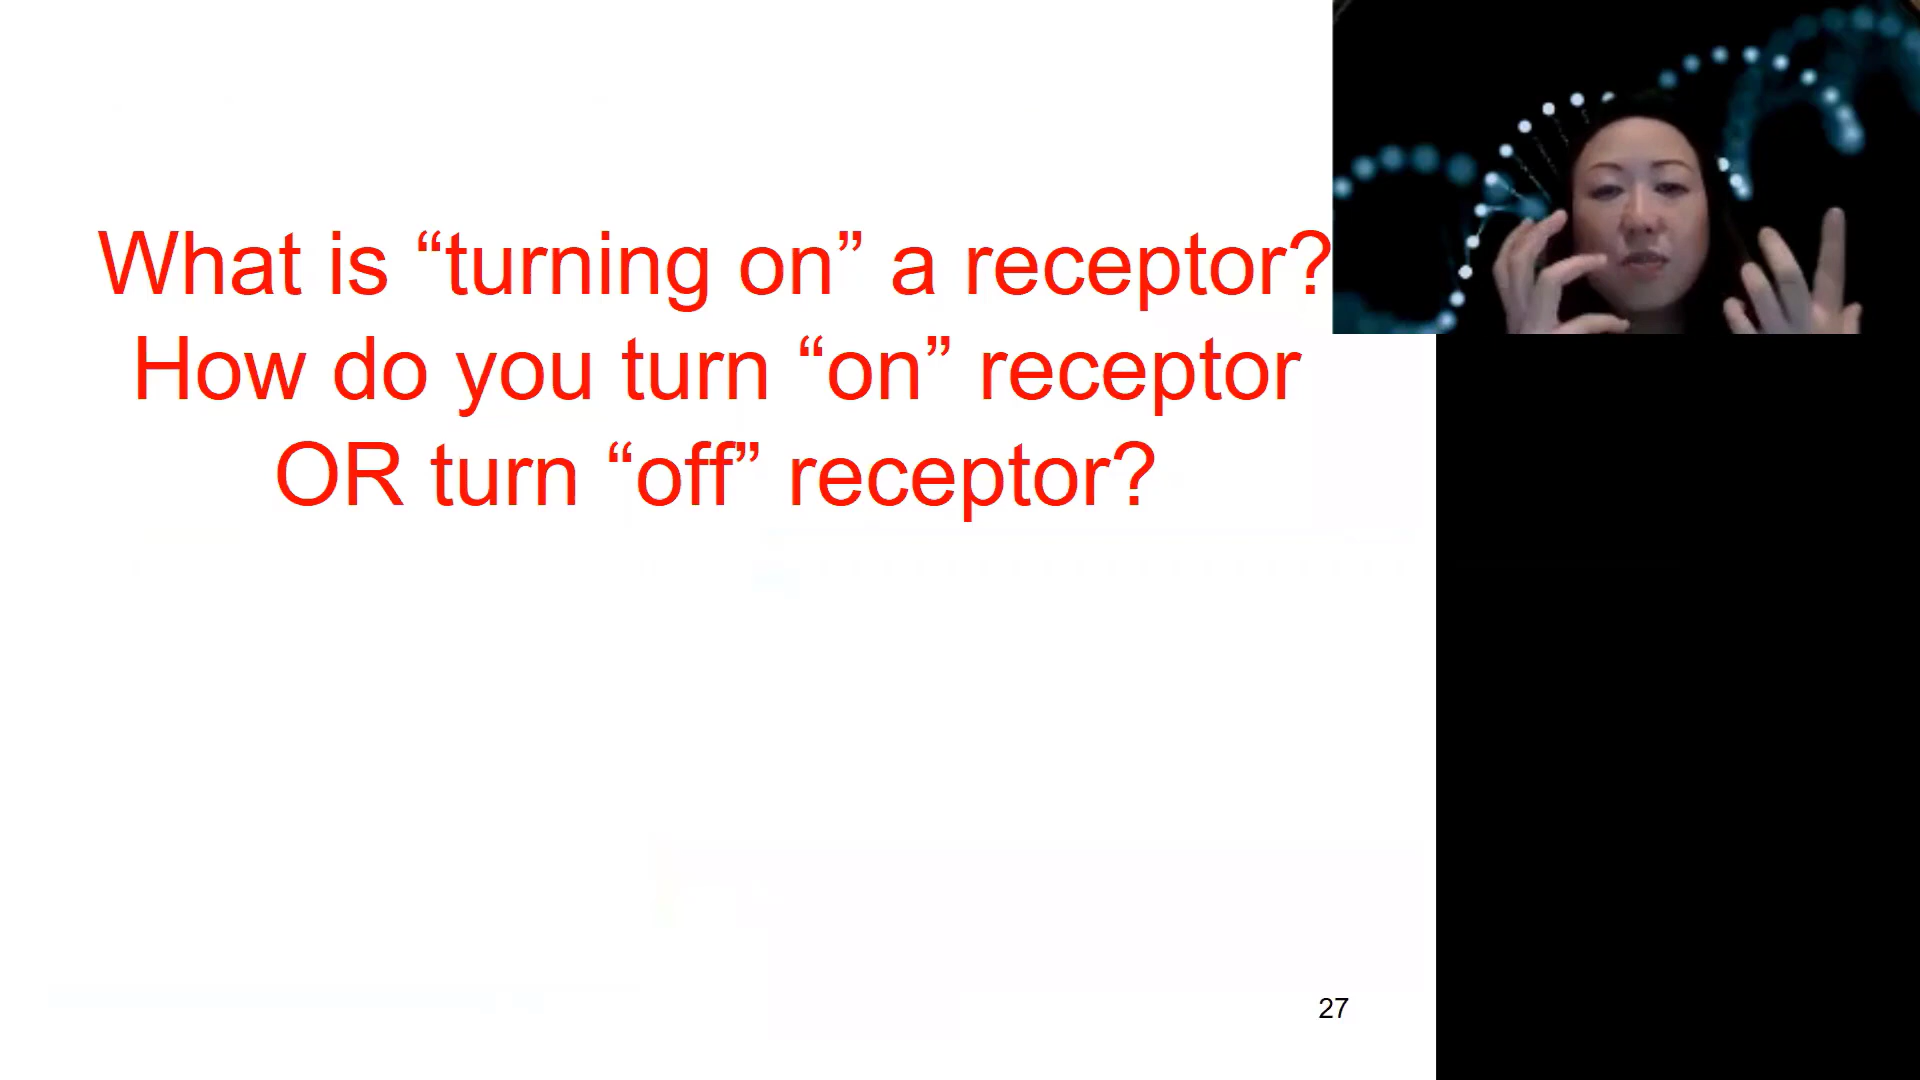 What is “turning on” a receptor?
How do you turn “on” receptor
OR turn “off” receptor?
27